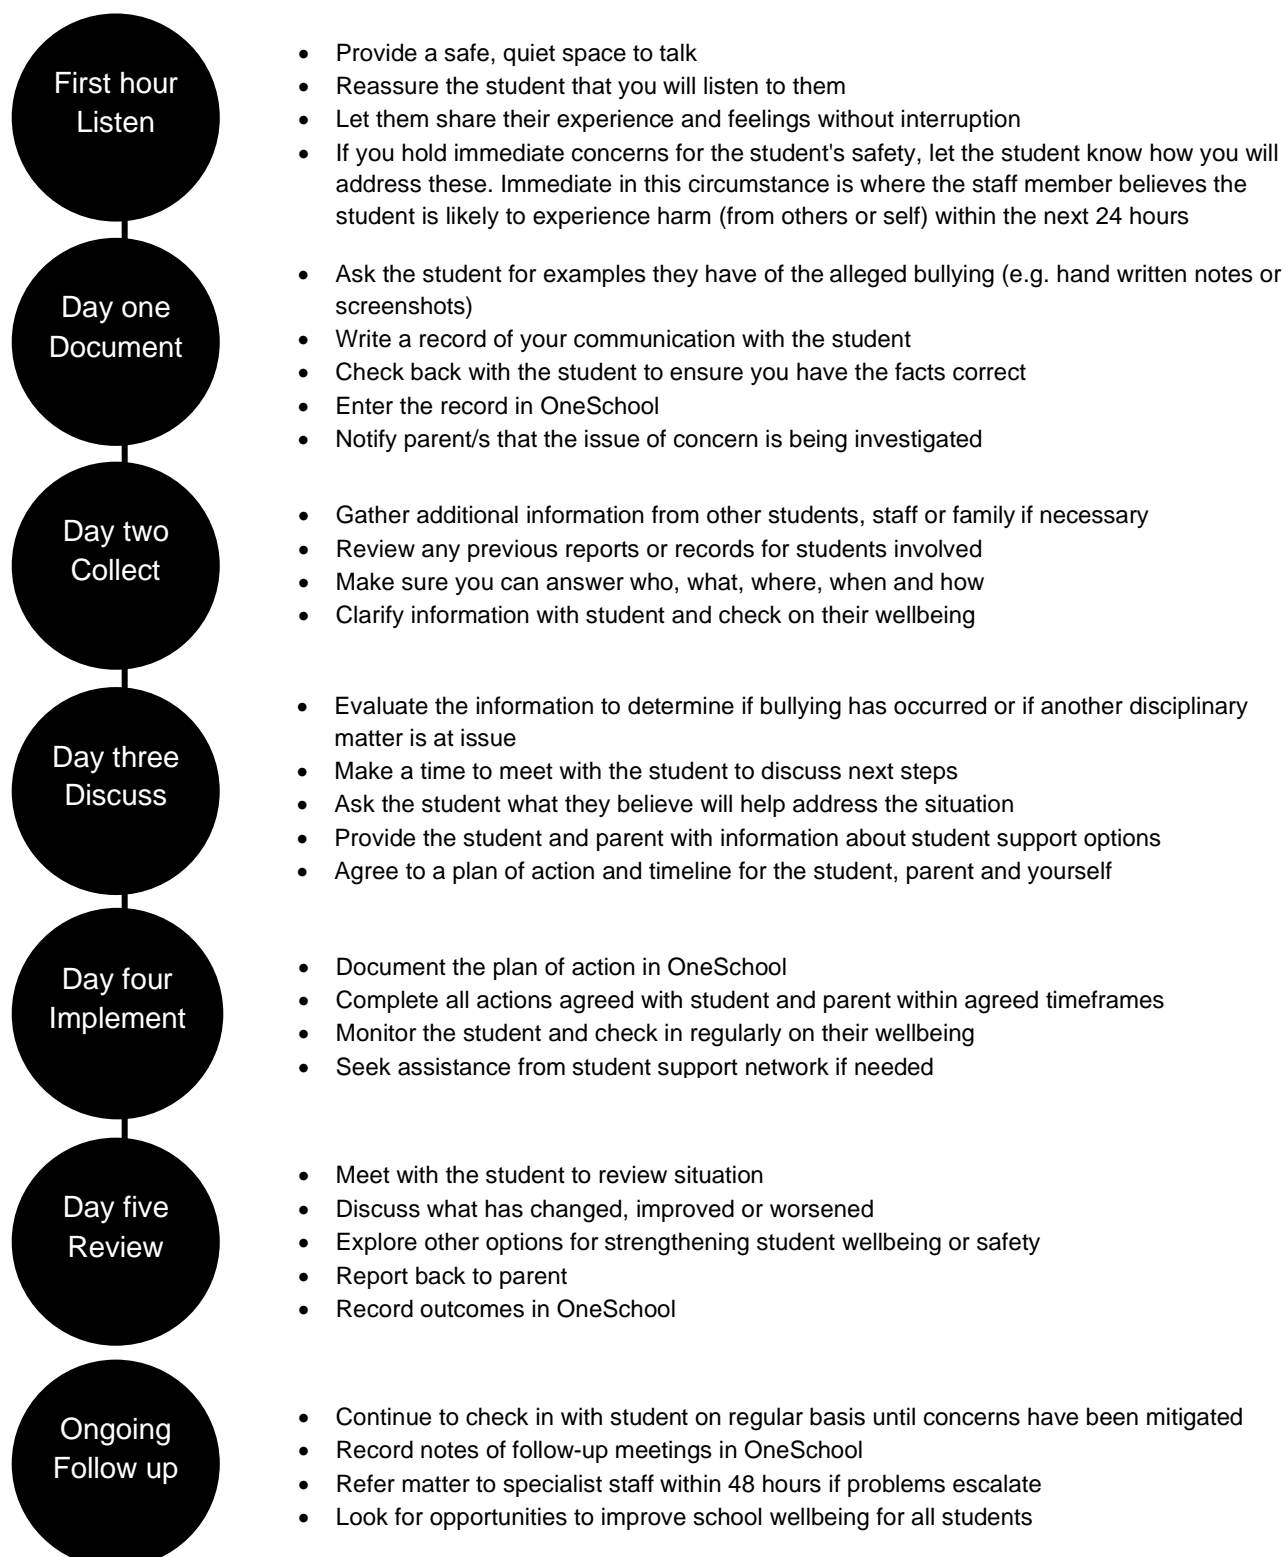 First hour
Listen
• Provide a safe, quiet space to talk
• Reassure the student that you will listen to them
• Let them share their experience and feelings without interruption
• If you hold immediate concerns for the student's safety, let the student know how you will
address these. Immediate in this circumstance is where the staff member believes the
student is likely to experience harm (from others or self) within the next 24 hours
Day one
Document
• Ask the student for examples they have of the alleged bullying (e.g. hand written notes or
screenshots)
• Write a record of your communication with the student
• Check back with the student to ensure you have the facts correct
• Enter the record in OneSchool
• Notify parent/s that the issue of concern is being investigated
Day two
Collect
• Gather additional information from other students, staff or family if necessary
• Review any previous reports or records for students involved
• Make sure you can answer who, what, where, when and how
• Clarify information with student and check on their wellbeing
Day three
Discuss
• Evaluate the information to determine if bullying has occurred or if another disciplinary
matter is at issue
• Make a time to meet with the student to discuss next steps
• Ask the student what they believe will help address the situation
• Provide the student and parent with information about student support options
• Agree to a plan of action and timeline for the student, parent and yourself
Day four
Implement
• Document the plan of action in OneSchool
• Complete all actions agreed with student and parent within agreed timeframes
• Monitor the student and check in regularly on their wellbeing
• Seek assistance from student support network if needed
Day five
Review
• Meet with the student to review situation
• Discuss what has changed, improved or worsened
• Explore other options for strengthening student wellbeing or safety
• Report back to parent
• Record outcomes in OneSchool
Ongoing
Follow up
• Continue to check in with student on regular basis until concerns have been mitigated
• Record notes of follow-up meetings in OneSchool
• Refer matter to specialist staff within 48 hours if problems escalate
• Look for opportunities to improve school wellbeing for all students